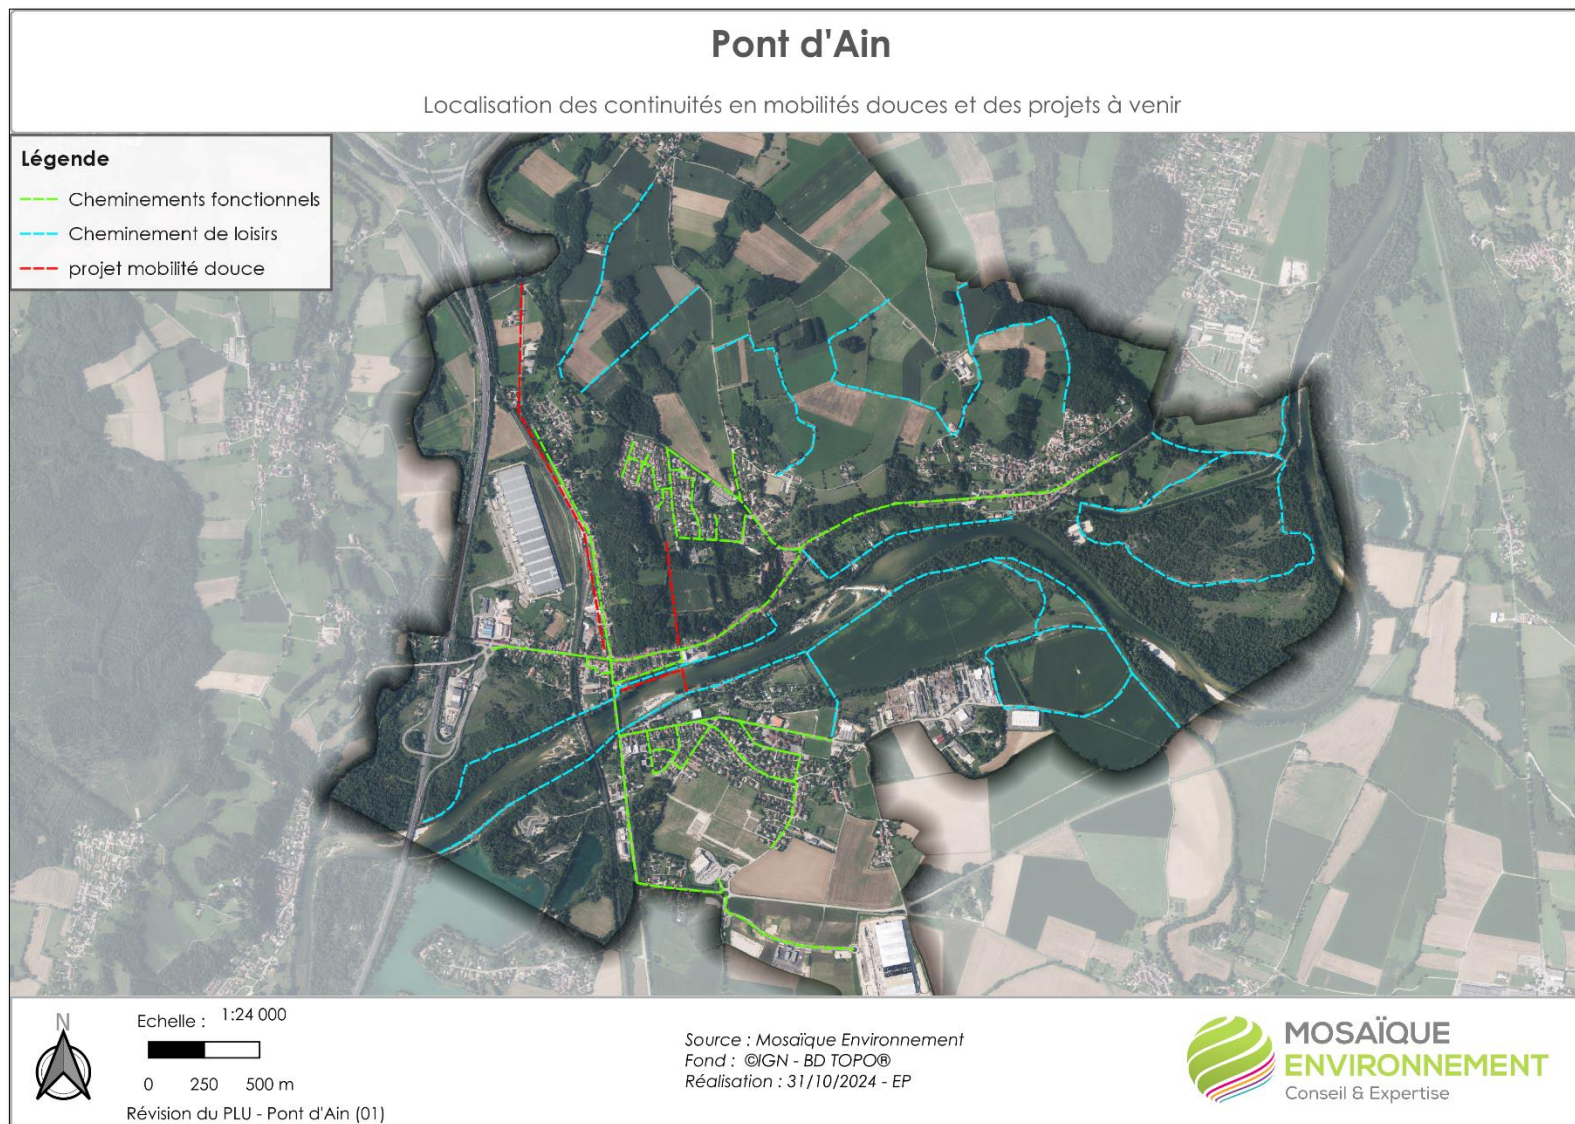 Pont d'Ain
Localisation des continuités en mobilités douces et des projets à venir
Légende
Cheminements fonctionnels
Cheminement de loisirs
projet mobilité douce
N
Echelle : 1:24 000
0 250 500 m
Révision du PLU - Pont d'Ain (01)
Source : Mosaïque Environnement
Fond : ©IGN - BD TOPO®
Réalisation : 31/10/2024 - EP
MOSAÏQUE
ENVIRONNEMENT
Conseil & Expertise